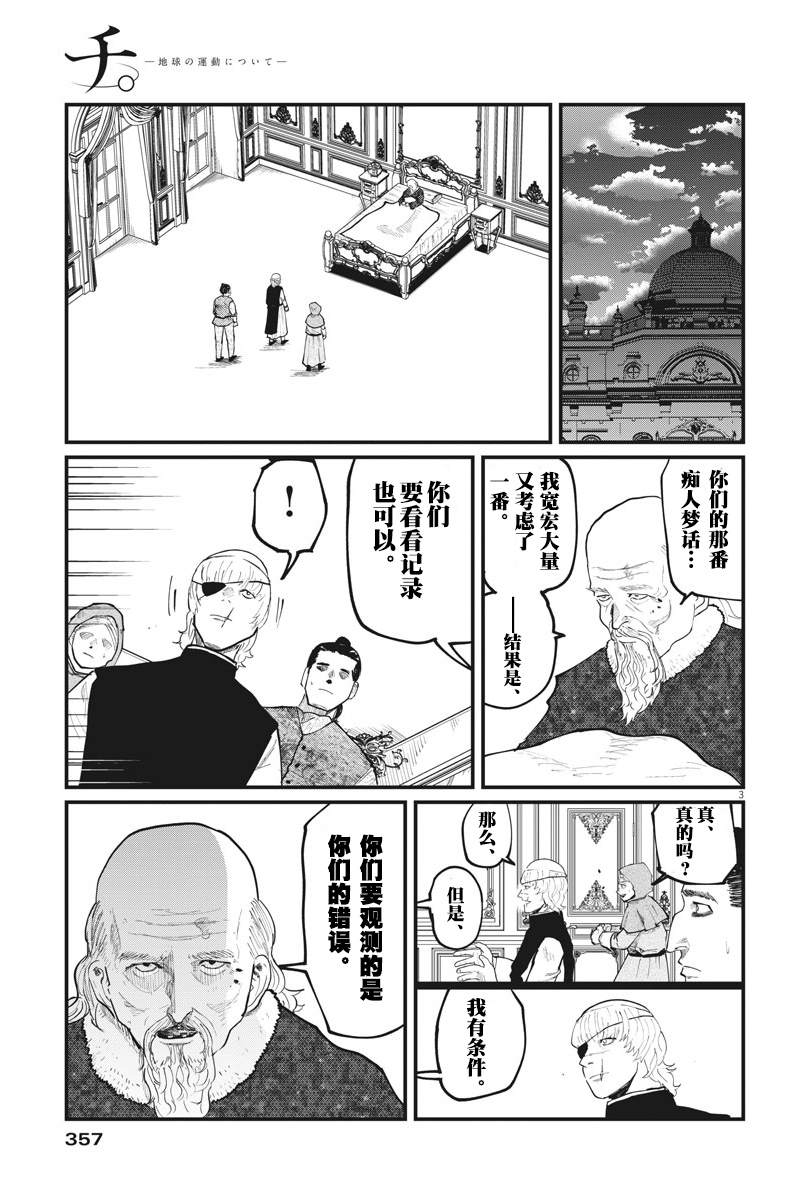 チ。
—地球の運動について—
你们的那番
痴人梦话…
我宽宏大量
又考虑了
一番。
——结果是、
你们
要看看记录
也可以。
！
3
真、
真的吗？
那么、
但是、
我有条件。
你们要观测的是
你们的错误。
357